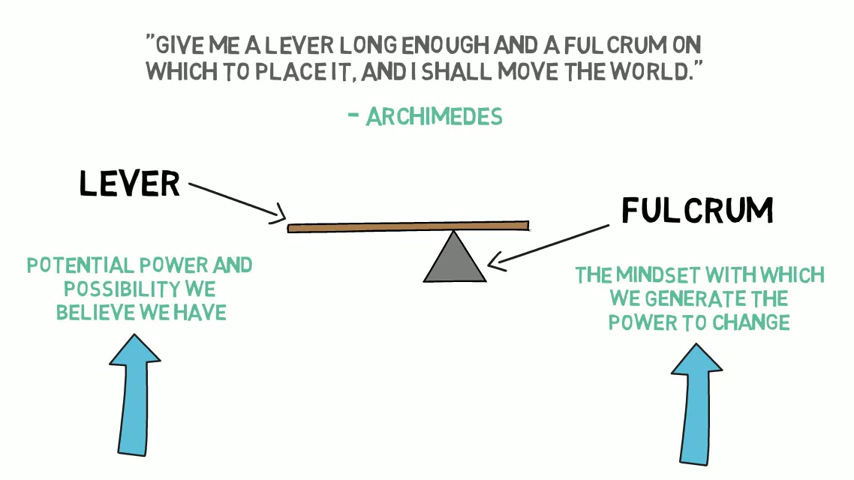 "GIVE ME A LEVER LONG ENOUGH AND A FULCRUM ON
WHICH TO PLACE IT, AND I SHALL MOVE THE WORLD."
- ARCHIMEDES
LEVER
FULCRUM
POTENTIAL POWER AND
POSSIBILITY WE
BELIEVE WE HAVE
THE MINDSET WITH WHICH
WE GENERATE THE
POWER TO CHANGE